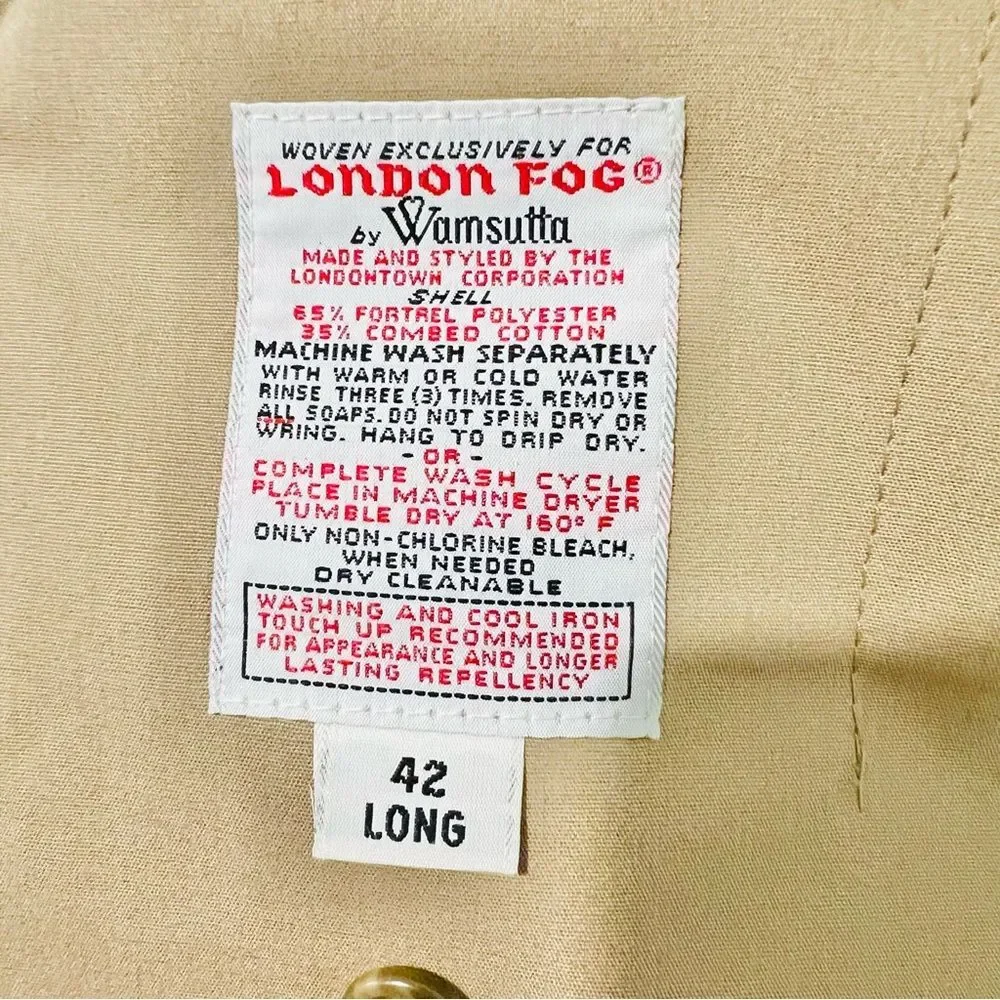 WOVEN EXCLUSIVELY FOR
LONDON FOG®
by Wamsutta
MADE AND STYLED BY THE
LONDONTOWN CORPORATION
SHELL
65% FORTREL POLYESTER
35% COMBED COTTON
MACHINE WASH SEPARATELY
WITH WARM OR COLD WATER
RINSE THREE (3) TIMES. REMOVE
ALL SOAPS. DO NOT SPIN DRY OR
WRING. HANG TO DRIP DRY.
- OR -
COMPLETE WASH CYCLE
PLACE IN MACHINE DRYER
TUMBLE DRY AT 160° F
ONLY NON-CHLORINE BLEACH,
WHEN NEEDED
DRY CLEANABLE
WASHING AND COOL IRON
TOUCH UP RECOMMENDED
FOR APPEARANCE AND LONGER
LASTING REPELLENCY
42
LONG